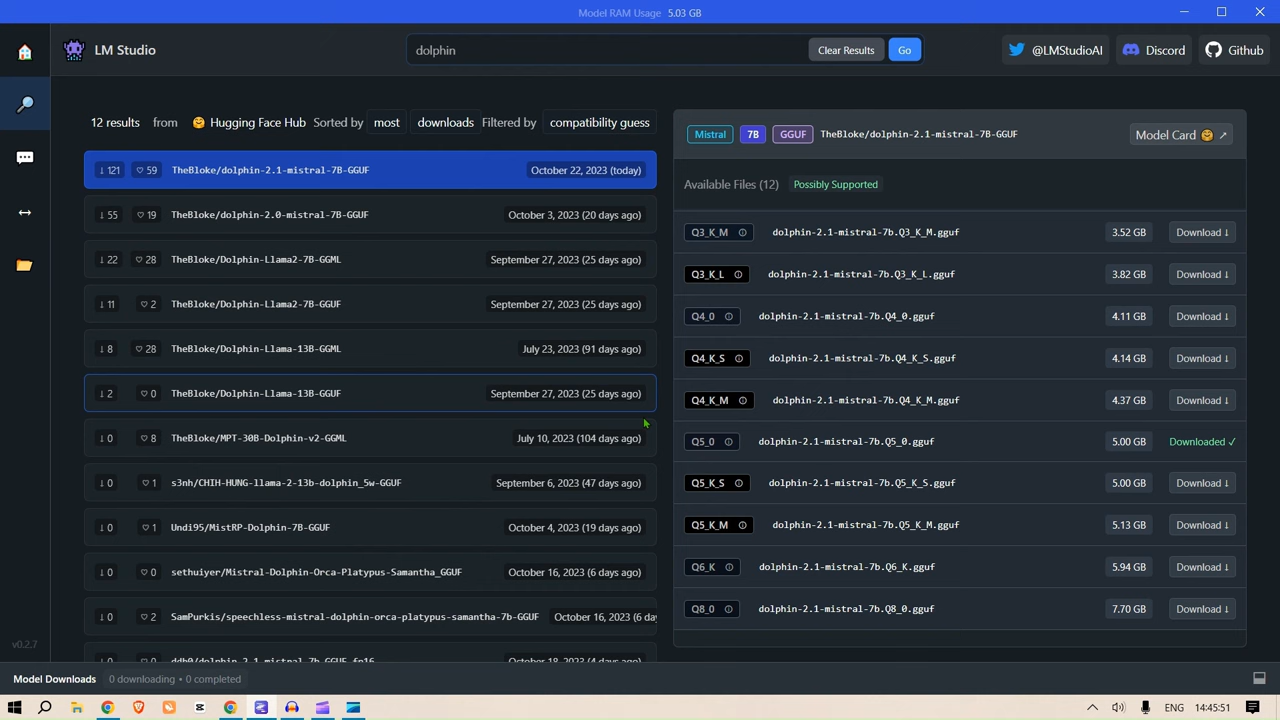 Model RAM Usage 5.03 GB
LM Studio
dolphin
Clear Results
Go
@LMStudioAI
Discord
Github
12 results from 🤗 Hugging Face Hub Sorted by most downloads Filtered by compatibility guess
↓ 121 ♡ 59 TheBloke/dolphin-2.1-mistral-7B-GGUF October 22, 2023 (today)
↓ 55 ♡ 19 TheBloke/dolphin-2.0-mistral-7B-GGUF October 3, 2023 (20 days ago)
↓ 22 ♡ 28 TheBloke/Dolphin-Llama2-7B-GGML September 27, 2023 (25 days ago)
↓ 11 ♡ 2 TheBloke/Dolphin-Llama2-7B-GGUF September 27, 2023 (25 days ago)
↓ 8 ♡ 28 TheBloke/Dolphin-Llama-13B-GGML July 23, 2023 (91 days ago)
↓ 2 ♡ 0 TheBloke/Dolphin-Llama-13B-GGUF September 27, 2023 (25 days ago)
↓ 0 ♡ 8 TheBloke/MPT-30B-Dolphin-v2-GGML July 10, 2023 (104 days ago)
↓ 0 ♡ 1 s3nh/CHIH-HUNG-llama-2-13b-dolphin_5w-GGUF September 6, 2023 (47 days ago)
↓ 0 ♡ 1 Undi95/MistRP-Dolphin-7B-GGUF October 4, 2023 (19 days ago)
↓ 0 ♡ 0 sethuiyer/Mistral-Dolphin-Orca-Platypus-Samantha_GGUF October 16, 2023 (6 days ago)
↓ 0 ♡ 2 SamPurkis/speechless-mistral-dolphin-orca-platypus-samantha-7b-GGUF October 16, 2023 (6 day
↓ 0 ♡ 0 ddh0/dolphin-2.1-mistral-7b-GGUF-fp16 October 18, 2023
Mistral 7B GGUF TheBloke/dolphin-2.1-mistral-7B-GGUF Model Card 🤗 ↗
Available Files (12) Possibly Supported
Q3_K_M dolphin-2.1-mistral-7b.Q3_K_M.gguf 3.52 GB Download ↓
Q3_K_L dolphin-2.1-mistral-7b.Q3_K_L.gguf 3.82 GB Download ↓
Q4_0 dolphin-2.1-mistral-7b.Q4_0.gguf 4.11 GB Download ↓
Q4_K_S dolphin-2.1-mistral-7b.Q4_K_S.gguf 4.14 GB Download ↓
Q4_K_M dolphin-2.1-mistral-7b.Q4_K_M.gguf 4.37 GB Download ↓
Q5_0 dolphin-2.1-mistral-7b.Q5_0.gguf 5.00 GB Downloaded ✓
Q5_K_S dolphin-2.1-mistral-7b.Q5_K_S.gguf 5.00 GB Download ↓
Q5_K_M dolphin-2.1-mistral-7b.Q5_K_M.gguf 5.13 GB Download ↓
Q6_K dolphin-2.1-mistral-7b.Q6_K.gguf 5.94 GB Download ↓
Q8_0 dolphin-2.1-mistral-7b.Q8_0.gguf 7.70 GB Download ↓
v0.2.7
Model Downloads 0 downloading • 0 completed
ENG 14:45:51